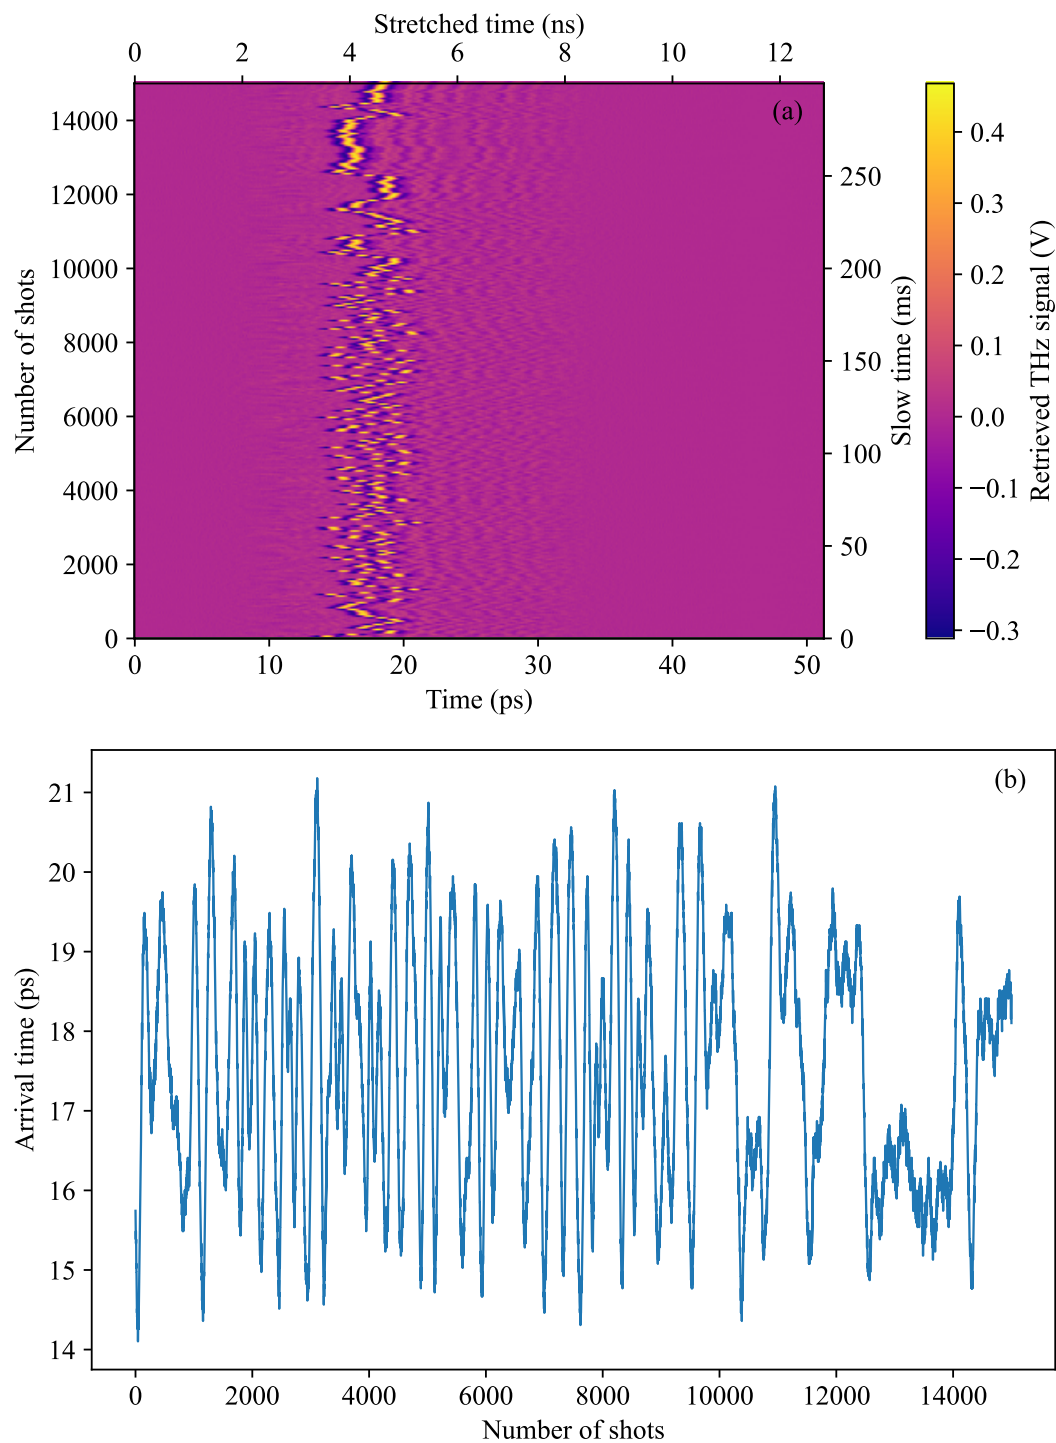 Stretched time (ns)
0 2 4 6 8 10 12
(a)
14000
12000
10000
8000
6000
4000
2000
0
Number of shots
250
200
150
100
50
0
Slow time (ms)
0.4
0.3
0.2
0.1
0.0
−0.1
−0.2
−0.3
Retrieved THz signal (V)
0 10 20 30 40 50
Time (ps)
(b)
21
20
19
18
17
16
15
14
Arrival time (ps)
0 2000 4000 6000 8000 10000 12000 14000
Number of shots